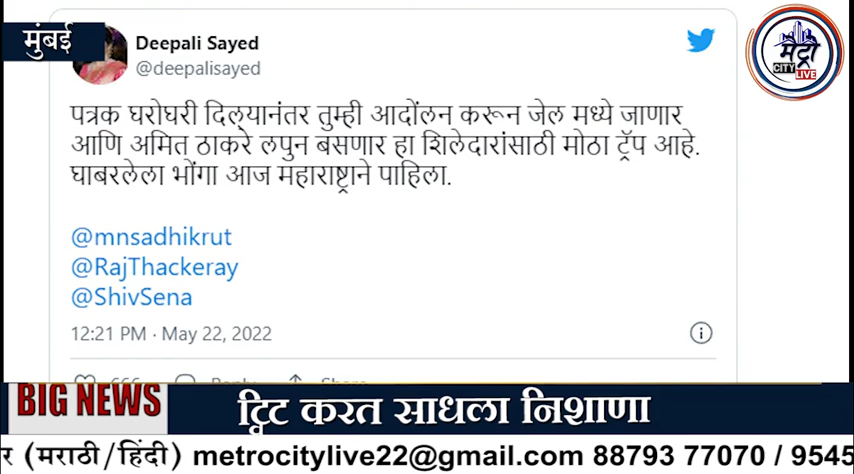 मुंबई
Deepali Sayed
@deepalisayed
मेट्रो
CITY
LIVE
पत्रक घरोघरी दिल्यानंतर तुम्ही आदोंलन करून जेल मध्ये जाणार
आणि अमित ठाकरे लपुन बसणार हा शिलेदारांसाठी मोठा ट्रॅप आहे.
घाबरलेला भोंगा आज महाराष्ट्राने पाहिला.
@mnsadhikrut
@RajThackeray
@ShivSena
12:21 PM · May 22, 2022
BIG NEWS
ट्विट करत साधला निशाणा
र (मराठी/हिंदी) metrocitylive22@gmail.com 88793 77070 / 9545